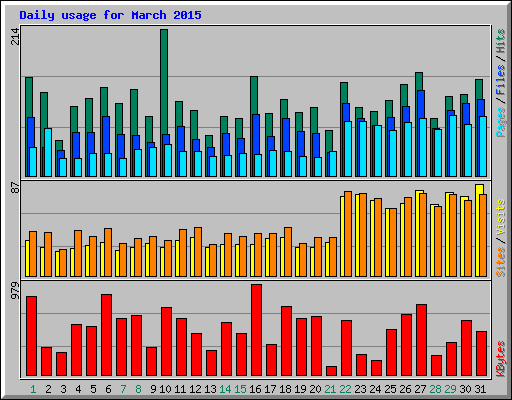 Daily usage for March 2015
214
Pages / Files / Hits
87
Sites / Visits
979
KBytes
1 2 3 4 5 6 7 8 9 10 11 12 13 14 15 16 17 18 19 20 21 22 23 24 25 26 27 28 29 30 31